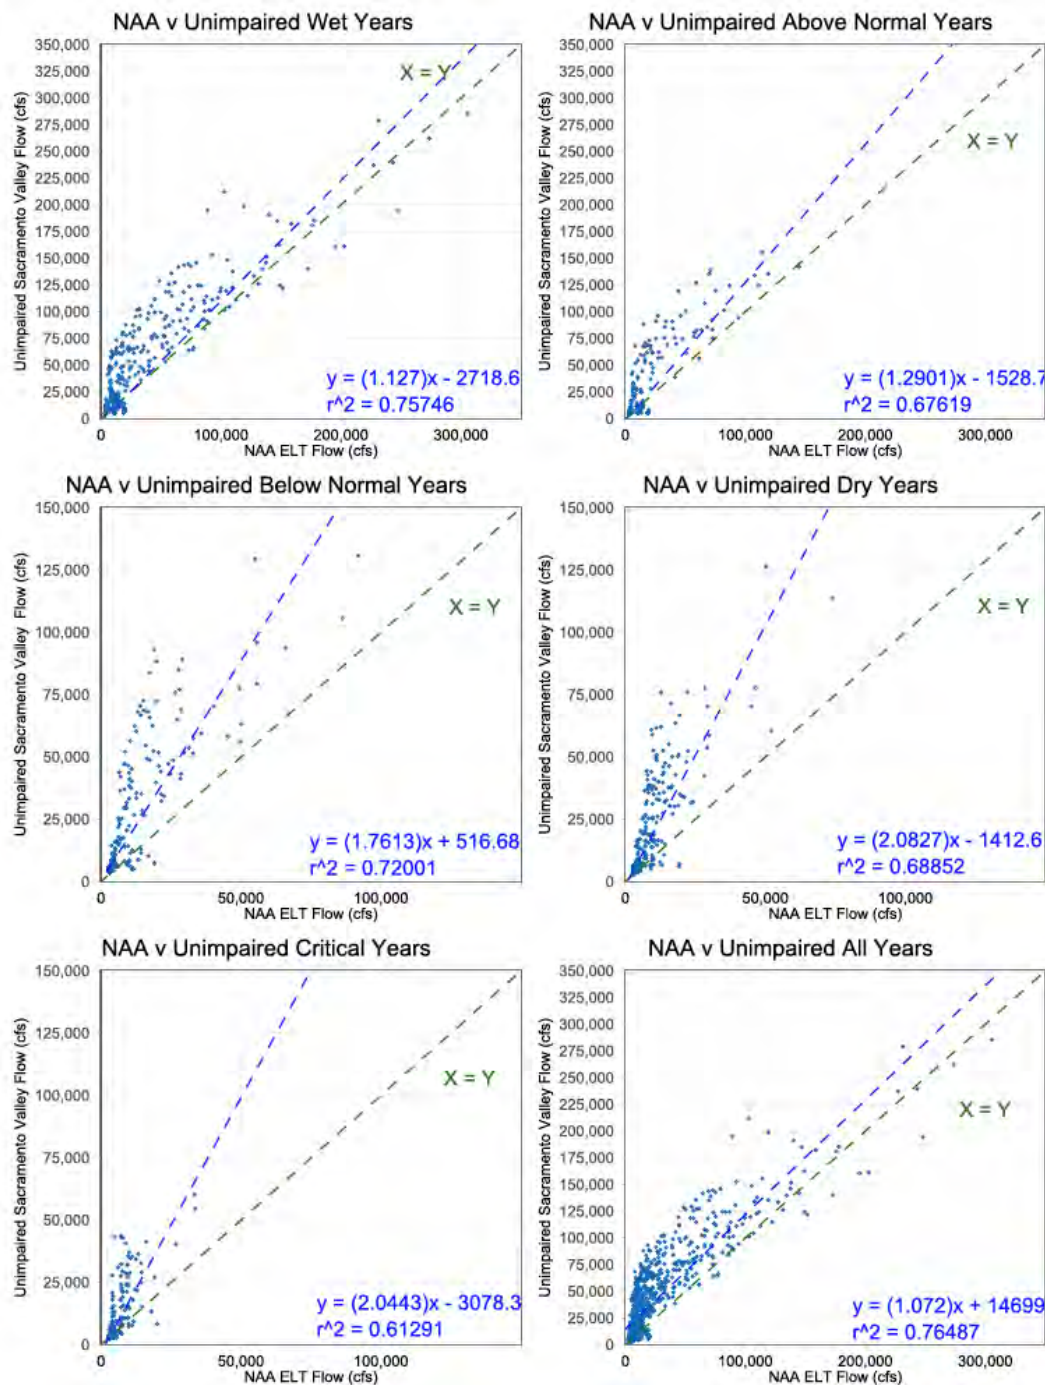 NAA v Unimpaired Wet Years
350,000
325,000
300,000
275,000
250,000
225,000
200,000
175,000
150,000
125,000
100,000
75,000
50,000
25,000
0
Unimpaired Sacramento Valley Flow (cfs)
X = Y
y = (1.127)x - 2718.6
r^2 = 0.75746
0
100,000
200,000
300,000
NAA ELT Flow (cfs)
NAA v Unimpaired Above Normal Years
350,000
325,000
300,000
275,000
250,000
225,000
200,000
175,000
150,000
125,000
100,000
75,000
50,000
25,000
0
Unimpaired Sacramento Valley Flow (cfs)
X = Y
y = (1.2901)x - 1528.7
r^2 = 0.67619
0
100,000
200,000
300,000
NAA ELT Flow (cfs)
NAA v Unimpaired Below Normal Years
150,000
125,000
100,000
75,000
50,000
25,000
0
Unimpaired Sacramento Valley Flow (cfs)
X = Y
y = (1.7613)x + 516.68
r^2 = 0.72001
0
50,000
100,000
NAA ELT Flow (cfs)
NAA v Unimpaired Dry Years
150,000
125,000
100,000
75,000
50,000
25,000
0
Unimpaired Sacramento Valley Flow (cfs)
X = Y
y = (2.0827)x - 1412.6
r^2 = 0.68852
0
50,000
100,000
NAA ELT Flow (cfs)
NAA v Unimpaired Critical Years
150,000
125,000
100,000
75,000
50,000
25,000
0
Unimpaired Sacramento Valley Flow (cfs)
X = Y
y = (2.0443)x - 3078.3
r^2 = 0.61291
0
50,000
100,000
NAA ELT Flow (cfs)
NAA v Unimpaired All Years
350,000
325,000
300,000
275,000
250,000
225,000
200,000
175,000
150,000
125,000
100,000
75,000
50,000
25,000
0
Unimpaired Sacramento Valley Flow (cfs)
X = Y
y = (1.072)x + 14699
r^2 = 0.76487
0
100,000
200,000
300,000
NAA ELT Flow (cfs)